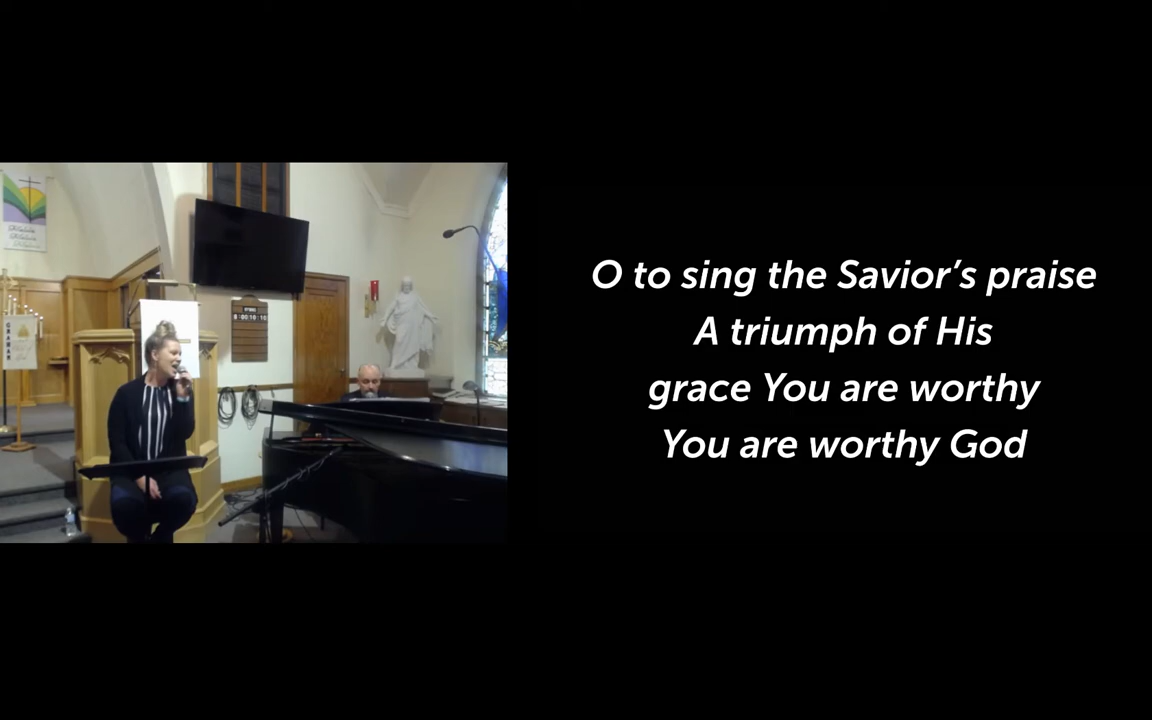 O to sing the Savior’s praise
A triumph of His
grace You are worthy
You are worthy God